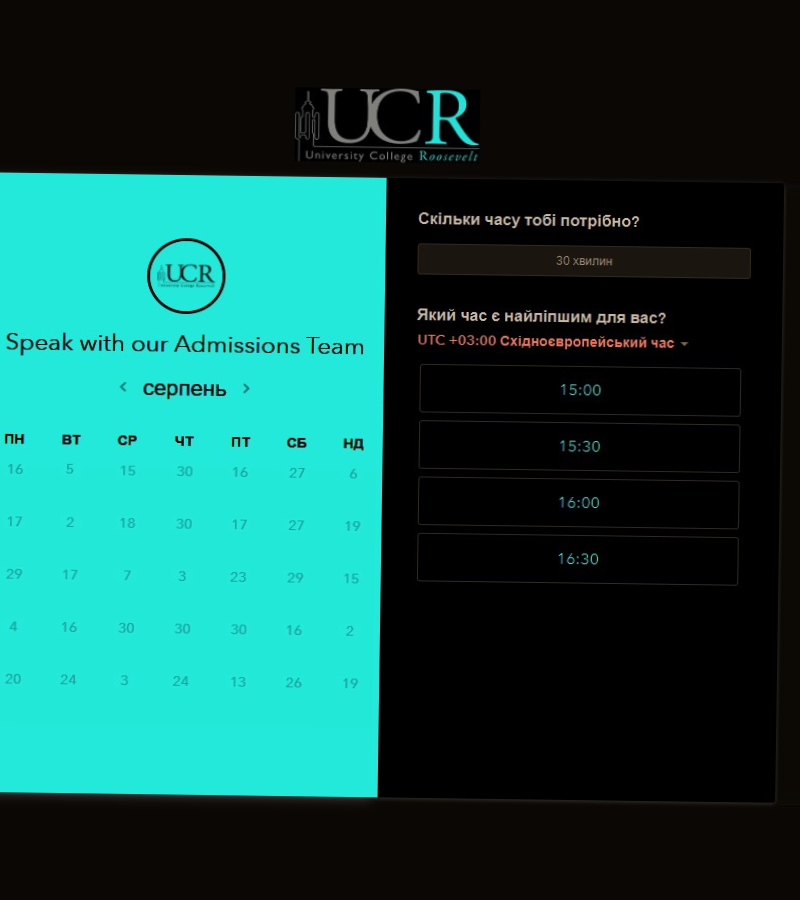 UCR
University College Roosevelt
UCR
University College Roosevelt
Speak with our Admissions Team
серпень
ПН ВТ СР ЧТ ПТ СБ НД
16 5 15 30 16 27 6
17 2 18 30 17 27 19
29 17 7 3 23 29 15
4 16 30 30 30 16 2
20 24 3 24 13 26 19
Скільки часу тобі потрібно?
30 хвилин
Який час є найліпшим для вас?
UTC +03:00 Східноєвропейський час
15:00
15:30
16:00
16:30